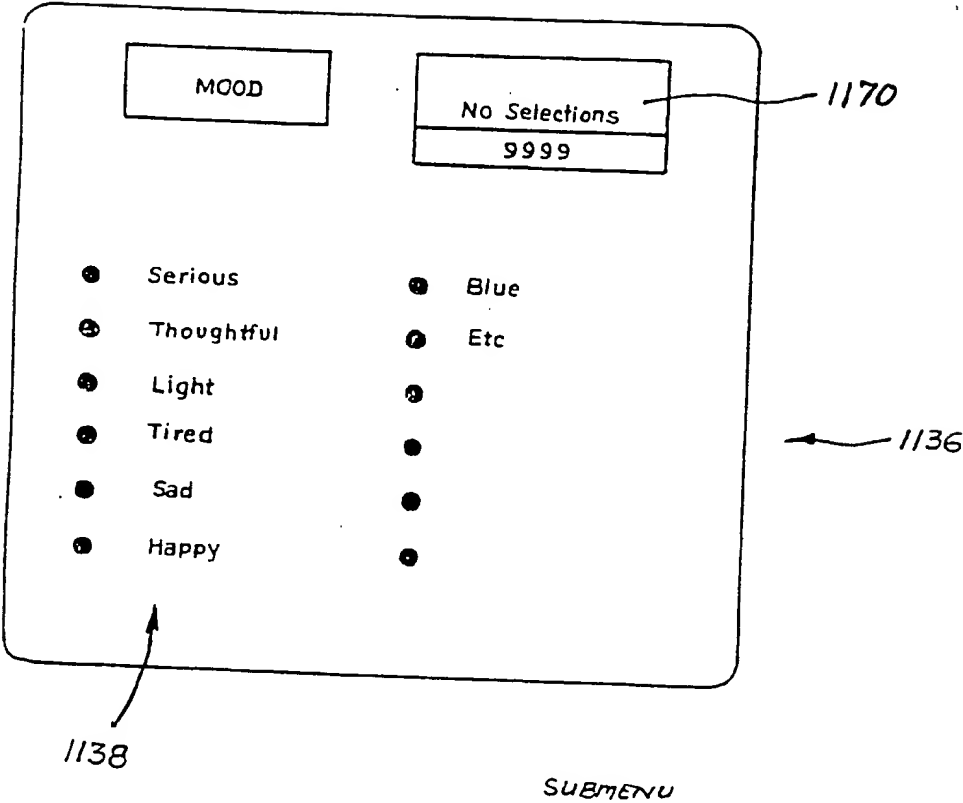 MOOD
No Selections
9999
1170
Serious
Thoughtful
Light
Tired
Sad
Happy
Blue
Etc
1136
1138
SUBMENU